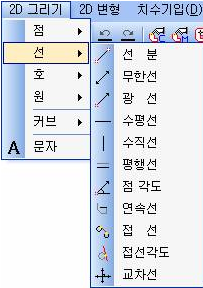 2D 그리기 2D 변형 치수기입(D)
점
선
호
원
커브
A 문자
선 분
무한선
광 선
수평선
수직선
평행선
점 각도
연속선
접 선
접선각도
교차선